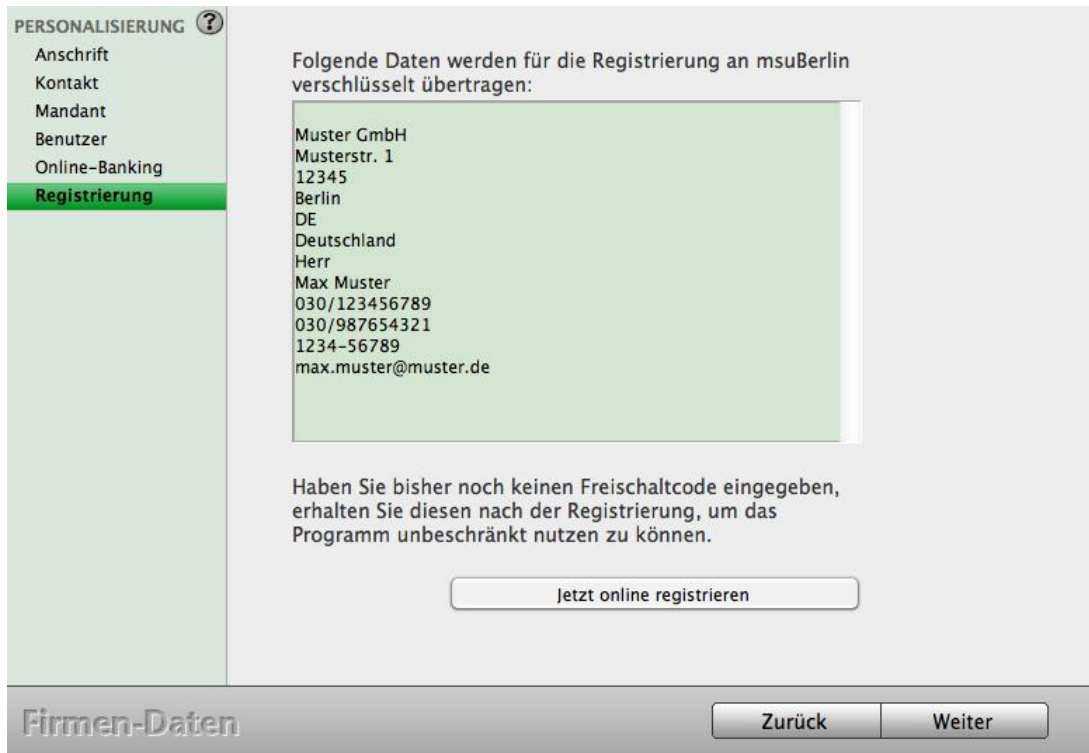 PERSONALISIERUNG ?
Anschrift
Kontakt
Mandant
Benutzer
Online-Banking
Registrierung
Folgende Daten werden für die Registrierung an msuBerlin
verschlüsselt übertragen:
Muster GmbH
Musterstr. 1
12345
Berlin
DE
Deutschland
Herr
Max Muster
030/123456789
030/987654321
1234-56789
max.muster@muster.de
Haben Sie bisher noch keinen Freischaltcode eingegeben,
erhalten Sie diesen nach der Registrierung, um das
Programm unbeschränkt nutzen zu können.
Jetzt online registrieren
Firmen-Daten
Zurück
Weiter